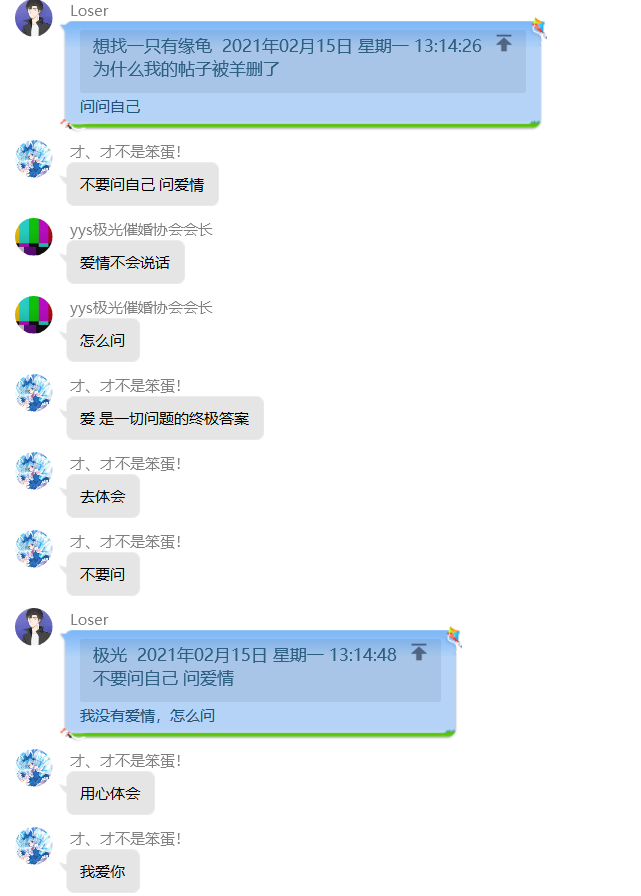 Loser
想找一只有缘龟 2021年02月15日 星期一 13:14:26
为什么我的帖子被羊删了
问问自己
才、才不是笨蛋！
不要问自己 问爱情
yys极光催婚协会会长
爱情不会说话
yys极光催婚协会会长
怎么问
才、才不是笨蛋！
爱 是一切问题的终极答案
才、才不是笨蛋！
去体会
才、才不是笨蛋！
不要问
Loser
极光 2021年02月15日 星期一 13:14:48
不要问自己 问爱情
我没有爱情，怎么问
才、才不是笨蛋！
用心体会
才、才不是笨蛋！
我爱你